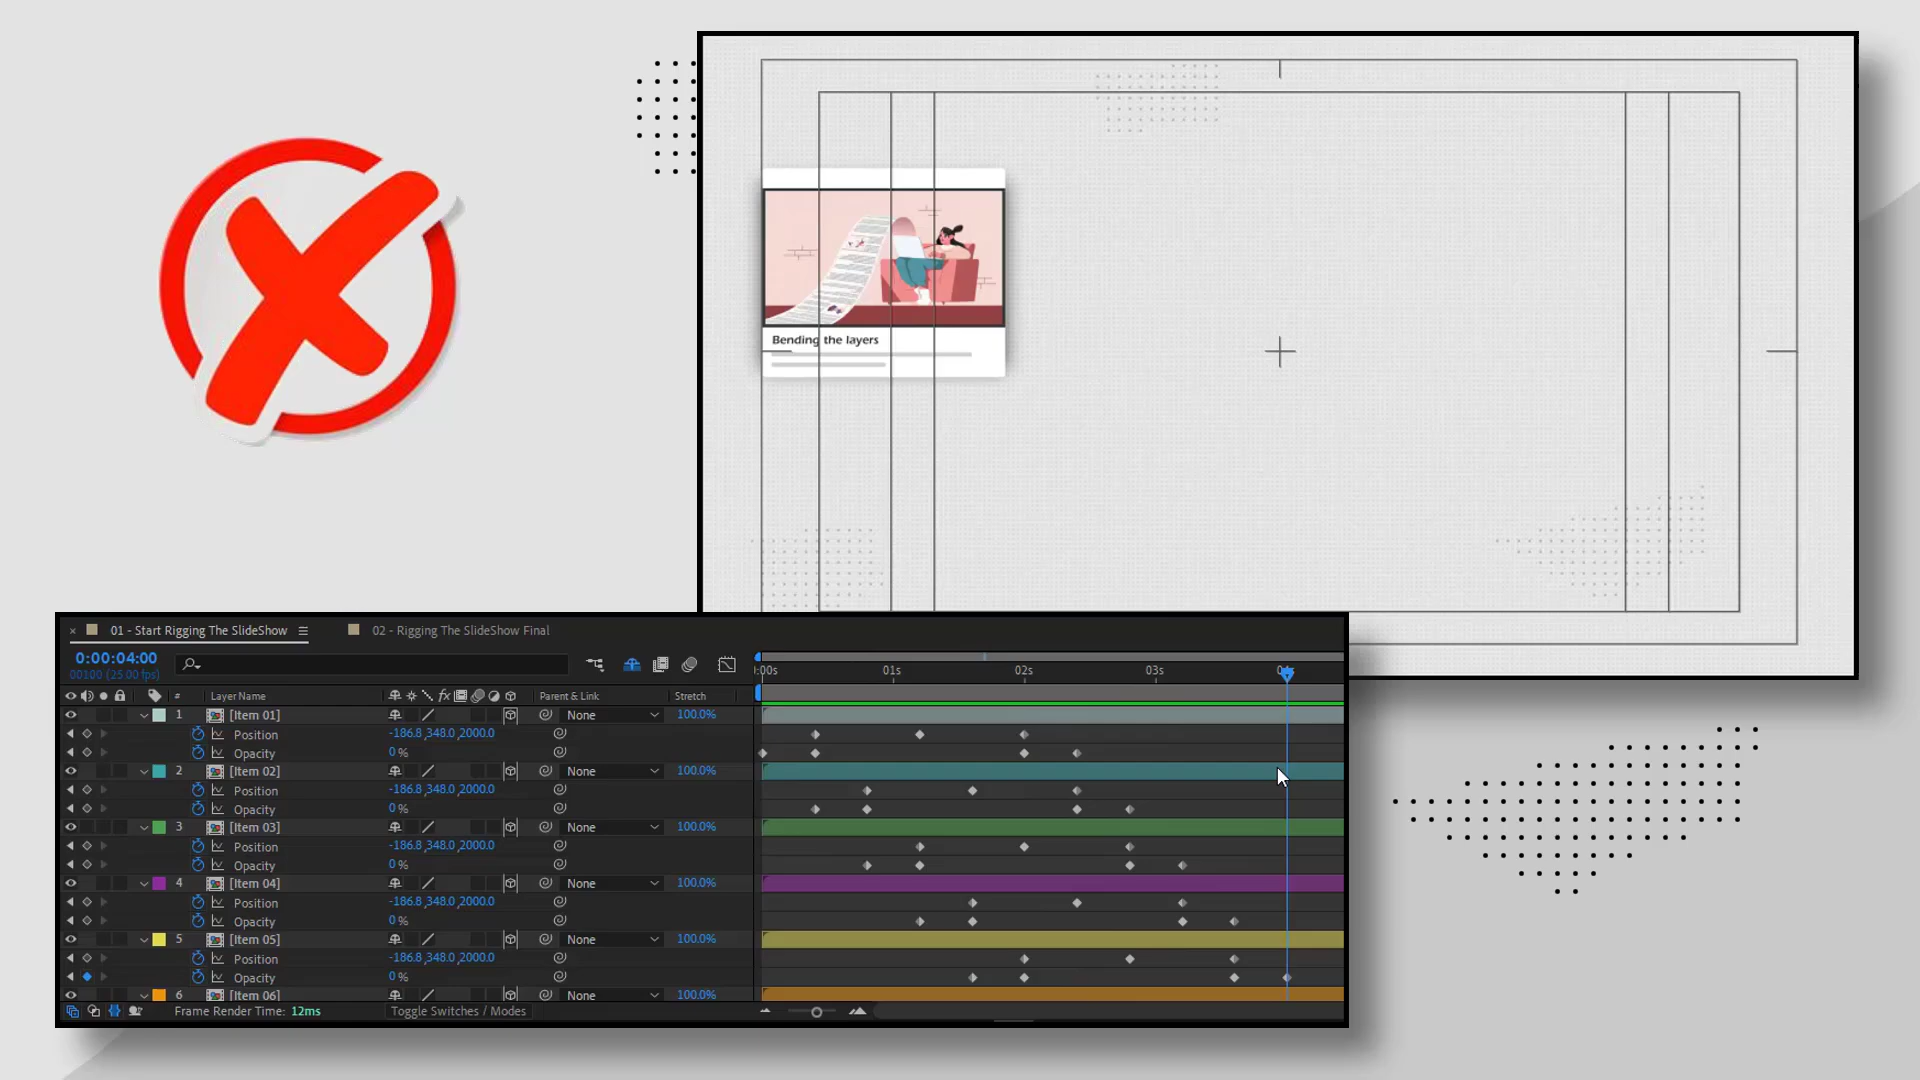 Bending the layers
01 - Start Rigging The SlideShow
02 - Rigging The SlideShow Final
0:00:04:00
00100 (25.00 fps)
:00s 01s 02s 03s 04s
# Layer Name fx Parent & Link Stretch
1 [Item 01] None 100.0%
Position -186.8,348.0,2000.0
Opacity 0 %
2 [Item 02] None 100.0%
Position -186.8,348.0,2000.0
Opacity 0 %
3 [Item 03] None 100.0%
Position -186.8,348.0,2000.0
Opacity 0 %
4 [Item 04] None 100.0%
Position -186.8,348.0,2000.0
Opacity 0 %
5 [Item 05] None 100.0%
Position -186.8,348.0,2000.0
Opacity 0 %
6 [Item 06] None 100.0%
Frame Render Time: 12ms
Toggle Switches / Modes